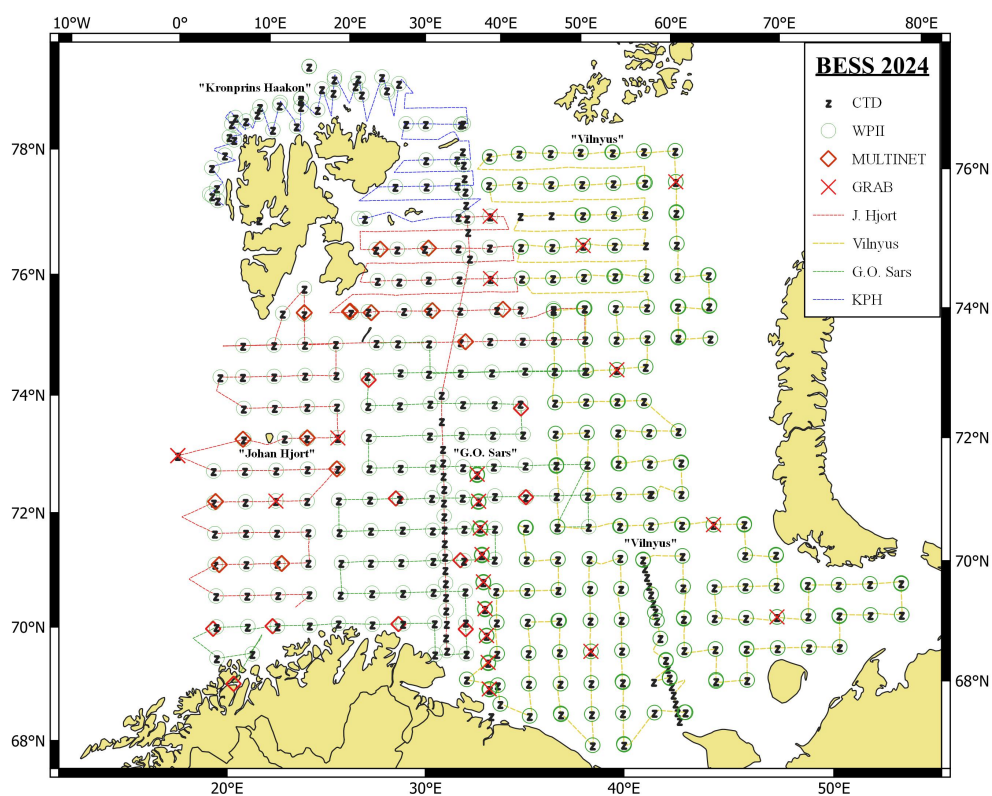 10°W 0° 10°E 20°E 30°E 40°E 50°E 60°E 70°E 80°E
BESS 2024
CTD
WPII
MULTINET
GRAB
J. Hjort
Vilnyus
G.O. Sars
KPH
"Kronprins Haakon"
"Vilnyus"
78°N
76°N
76°N
74°N
74°N
72°N
"Johan Hjort"
"G.O. Sars"
72°N
"Vilnyus"
70°N
70°N
68°N
68°N
20°E 30°E 40°E 50°E